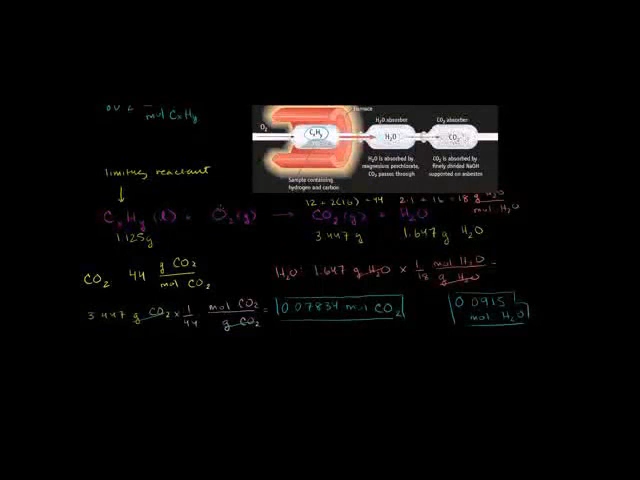 mol CxHy
Furnace
H₂O absorber
CO₂ absorber
O₂
CxHy
H₂O
CO₂
H₂O is absorbed by
magnesium perchlorate,
CO₂ passes through
CO₂ is absorbed by
finely divided NaOH
supported on asbestos
Sample containing
hydrogen and carbon
limiting reactant
12 + 2(16) = 44
2·1 + 16 = 18 g H₂O
mol H₂O
CxHy (l) + O₂(g) → CO₂(g) + H₂O
1.125g
3.447 g
1.647 g H₂O
CO₂ 44 g CO₂
mol CO₂
H₂O: 1.647 g H₂O × 1/18 mol H₂O / g H₂O =
3.447 g CO₂ × 1/44 mol CO₂ / g CO₂ = 0.07834 mol CO₂
0.0915
mol H₂O